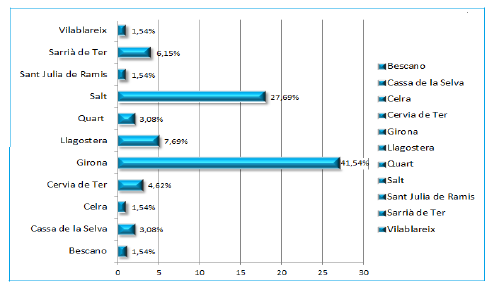 Vilablareix 1,54%
Sarrià de Ter 6,15%
Sant Julia de Ramis 1,54%
Salt 27,69%
Quart 3,08%
Llagostera 7,69%
Girona 41,54%
Cervia de Ter 4,62%
Celra 1,54%
Cassa de la Selva 3,08%
Bescano 1,54%
0 5 10 15 20 25 30
Bescano
Cassa de la Selva
Celra
Cervia de Ter
Girona
Llagostera
Quart
Salt
Sant Julia de Ramis
Sarrià de Ter
Vilablareix